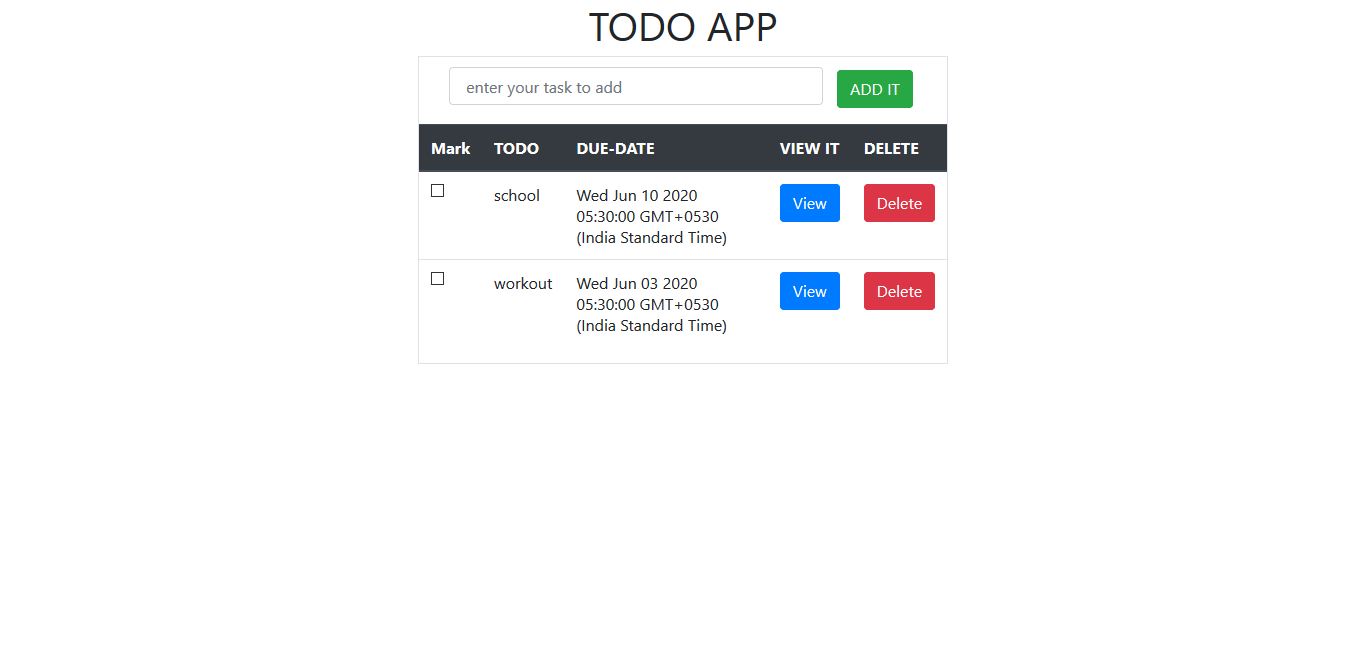 TODO APP
enter your task to add
ADD IT
Mark TODO DUE-DATE VIEW IT DELETE
school Wed Jun 10 2020 View Delete
05:30:00 GMT+0530
(India Standard Time)
workout Wed Jun 03 2020 View Delete
05:30:00 GMT+0530
(India Standard Time)